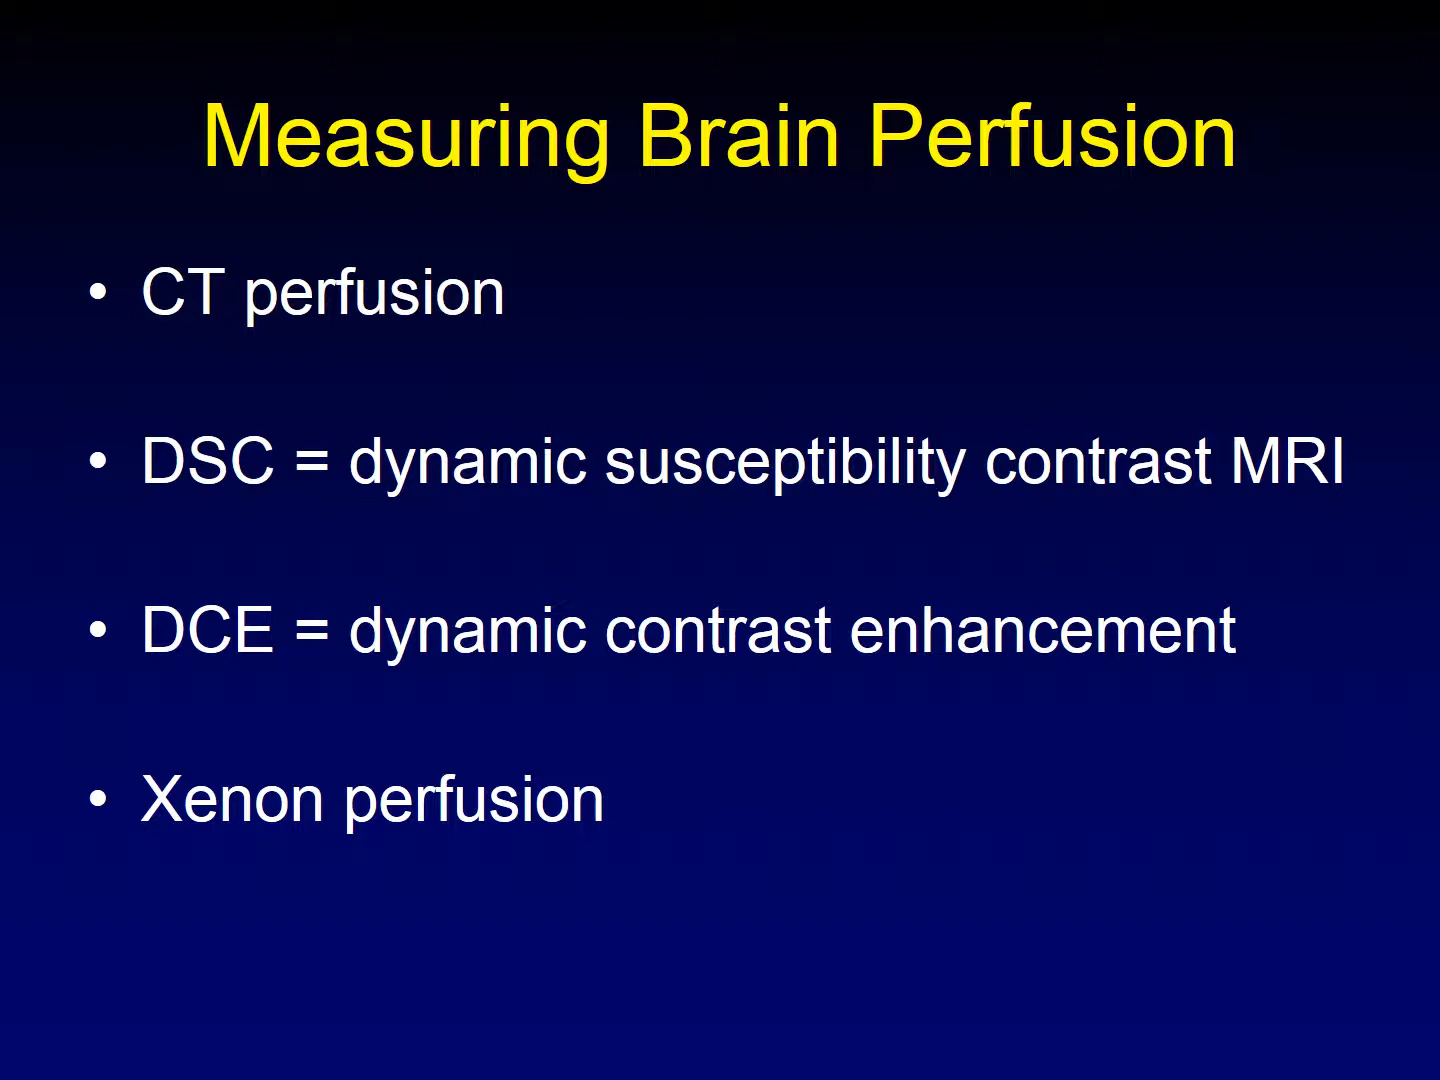 Measuring Brain Perfusion
• CT perfusion
• DSC = dynamic susceptibility contrast MRI
• DCE = dynamic contrast enhancement
• Xenon perfusion